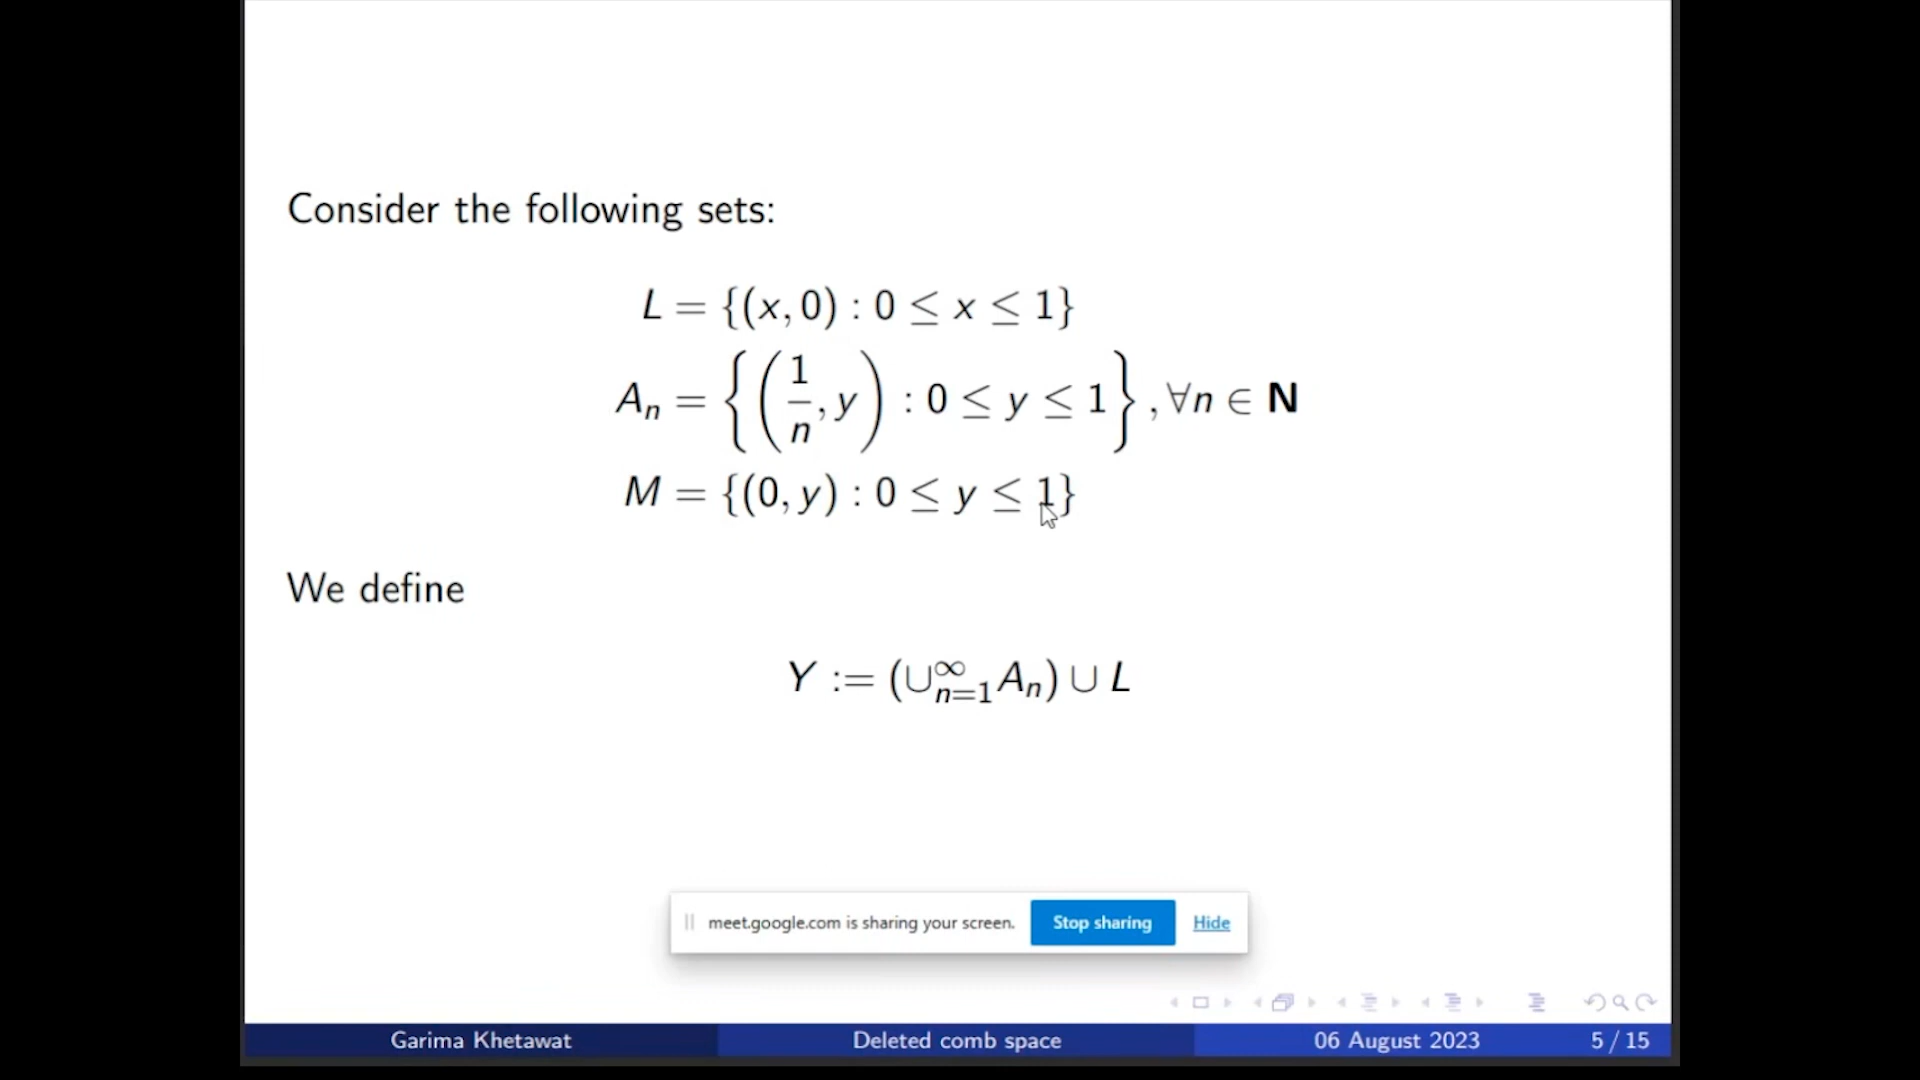 Consider the following sets:
L = {(x, 0) : 0 ≤ x ≤ 1}
A_n = {(1/n, y) : 0 ≤ y ≤ 1}, ∀n ∈ N
M = {(0, y) : 0 ≤ y ≤ 1}
We define
Y := (∪_{n=1}^∞ A_n) ∪ L
meet.google.com is sharing your screen. Stop sharing Hide
Garima Khetawat Deleted comb space 06 August 2023 5 / 15